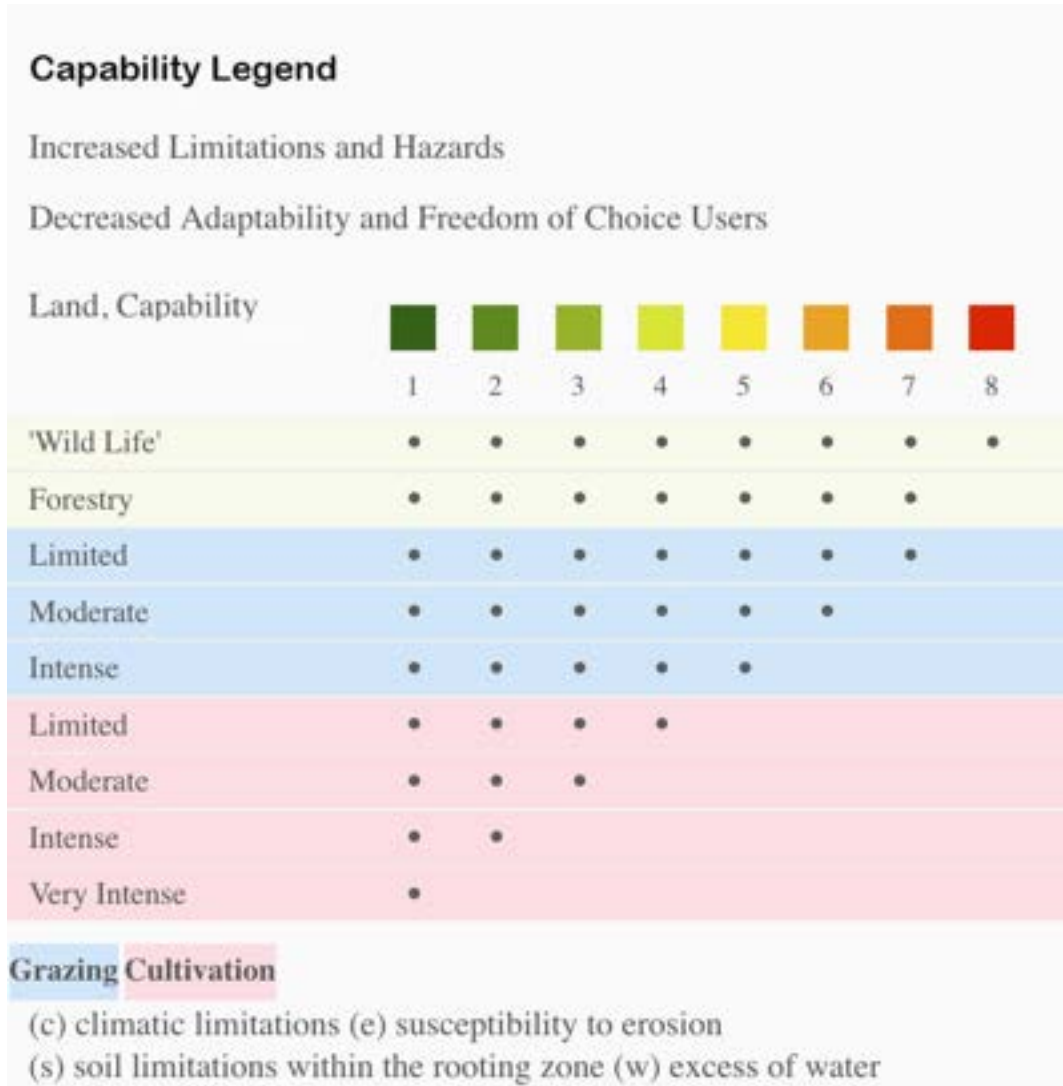 Capability Legend
Increased Limitations and Hazards
Decreased Adaptability and Freedom of Choice Users
Land, Capability
1 2 3 4 5 6 7 8
'Wild Life'
Forestry
Limited
Moderate
Intense
Limited
Moderate
Intense
Very Intense
Grazing Cultivation
(c) climatic limitations (e) susceptibility to erosion
(s) soil limitations within the rooting zone (w) excess of water